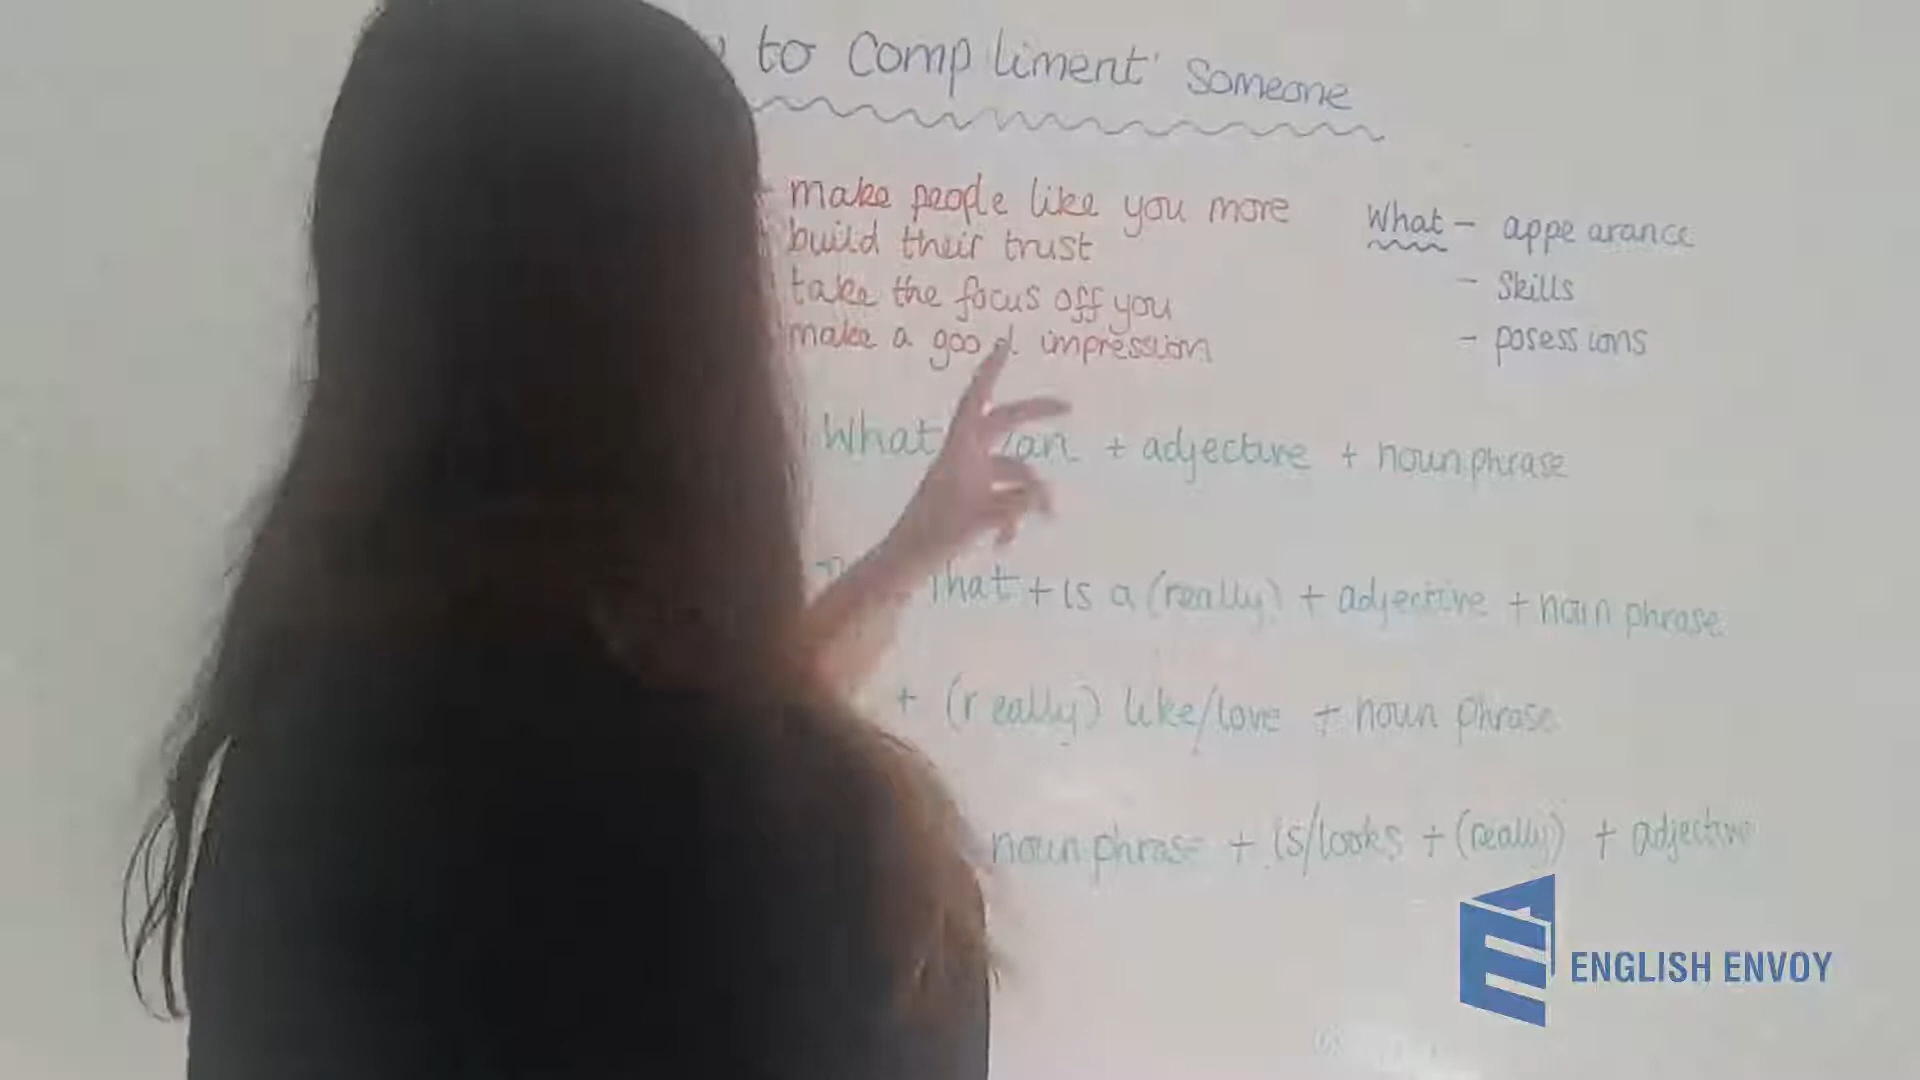 to compliment someone
make people like you more
build their trust
take the focus off you
make a good impression
What - appearance
- Skills
- posessions
What /an + adjective + noun phrase
That + is a (really) + adjective + noun phrase
+ (really) like/love + noun phrase
noun phrase + is/looks + (really) + adjective
ENGLISH ENVOY